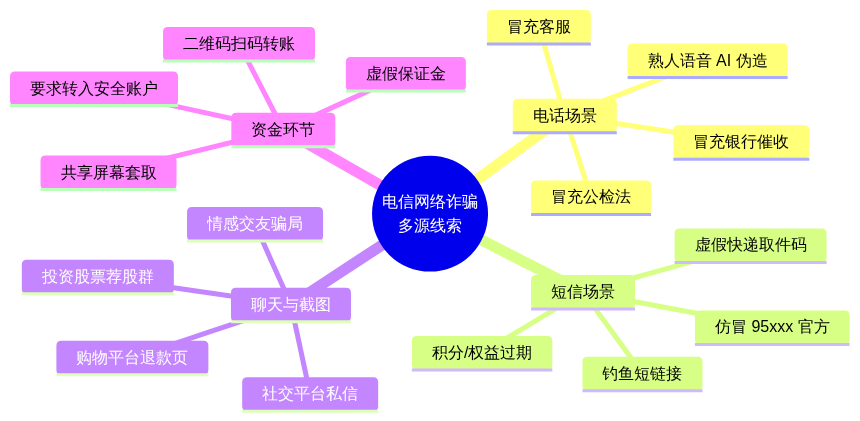 电信网络诈骗
多源线索
电话场景
冒充客服
熟人语音 AI 伪造
冒充银行催收
冒充公检法
短信场景
虚假快递取件码
仿冒 95xxx 官方
钓鱼短链接
积分/权益过期
聊天与截图
情感交友骗局
投资股票荐股群
购物平台退款页
社交平台私信
资金环节
二维码扫码转账
虚假保证金
要求转入安全账户
共享屏幕套取